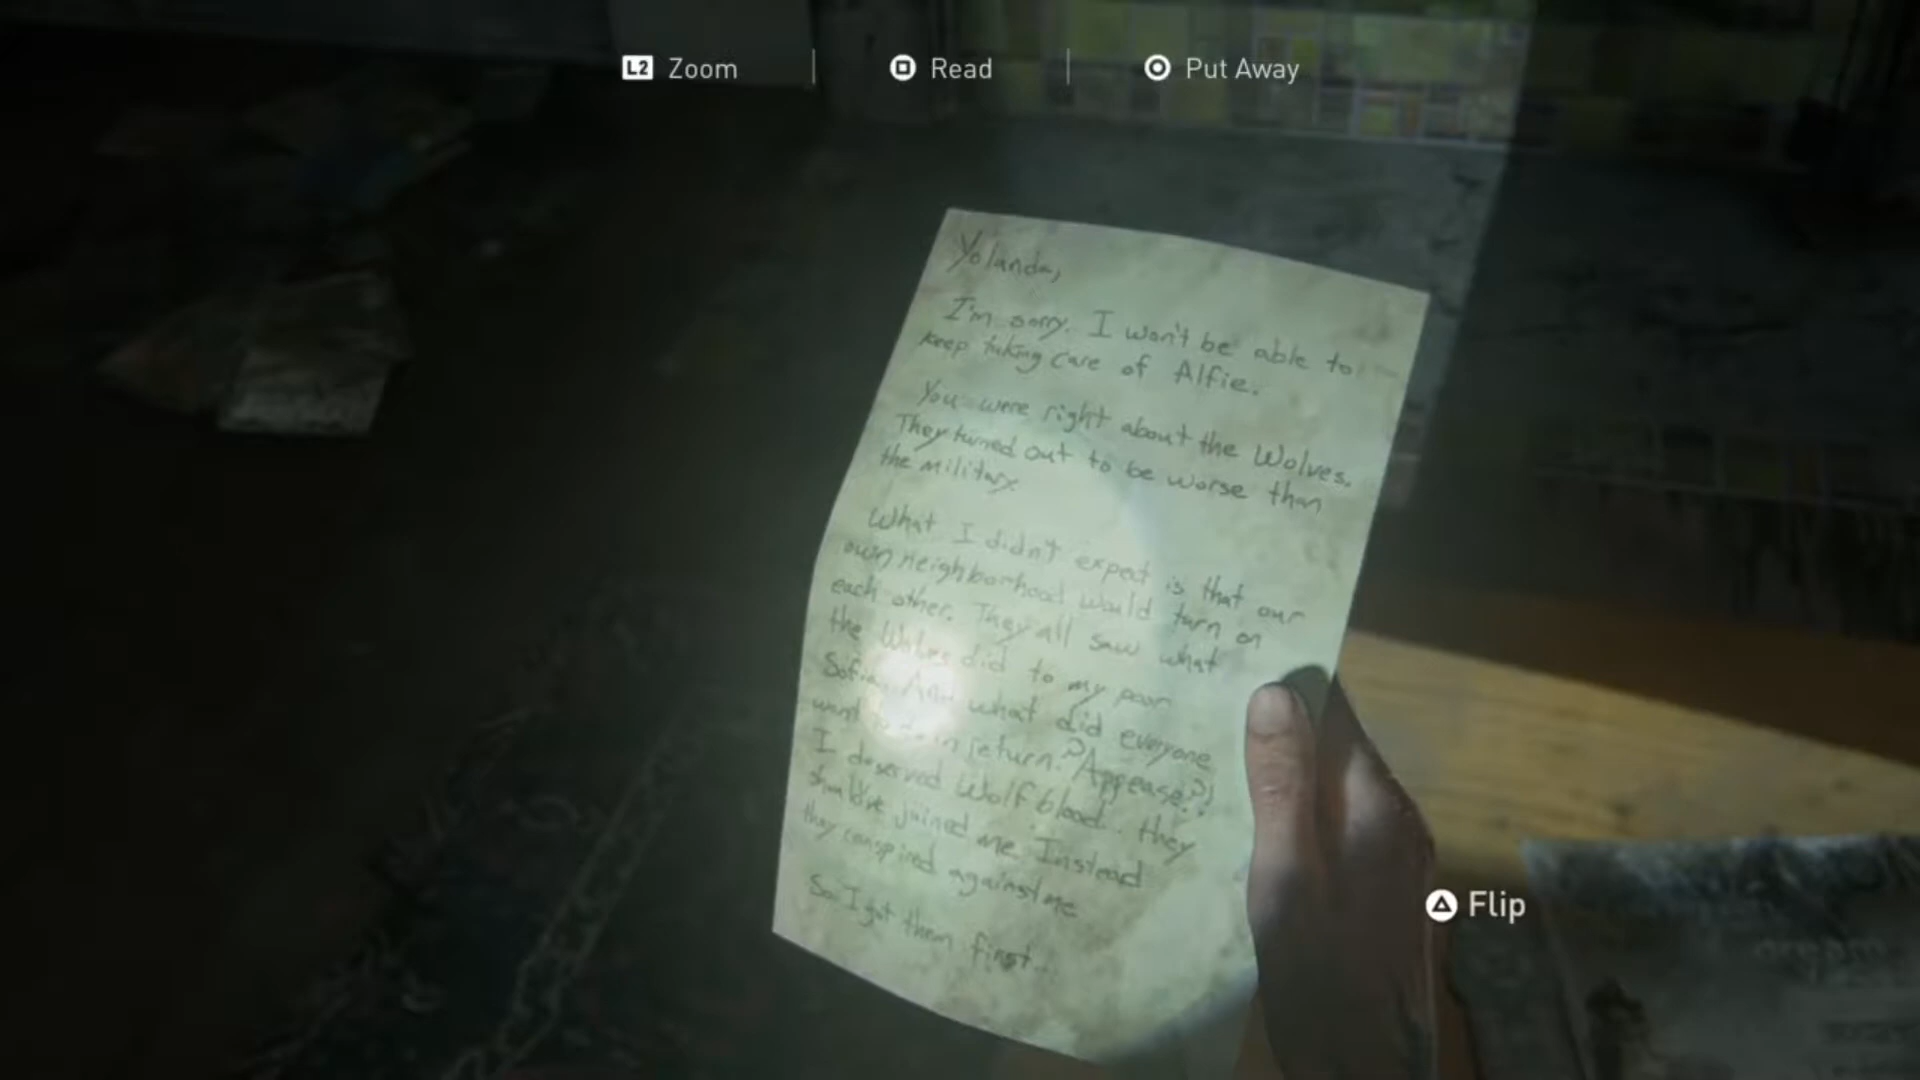 L2 Zoom | Read | Put Away
Yolanda,
I'm sorry. I won't be able to
keep taking care of Alfie.
You were right about the Wolves.
They turned out to be worse than
the military.
What I didn't expect is that our
own neighborhood would turn on
each other. They all saw what
the Wolves did to my poor
Sofia. And what did everyone
want to do in return? Appease?!
I deserved Wolf blood.. they
should've joined me. Instead
they conspired against me
So I got them first..
Flip